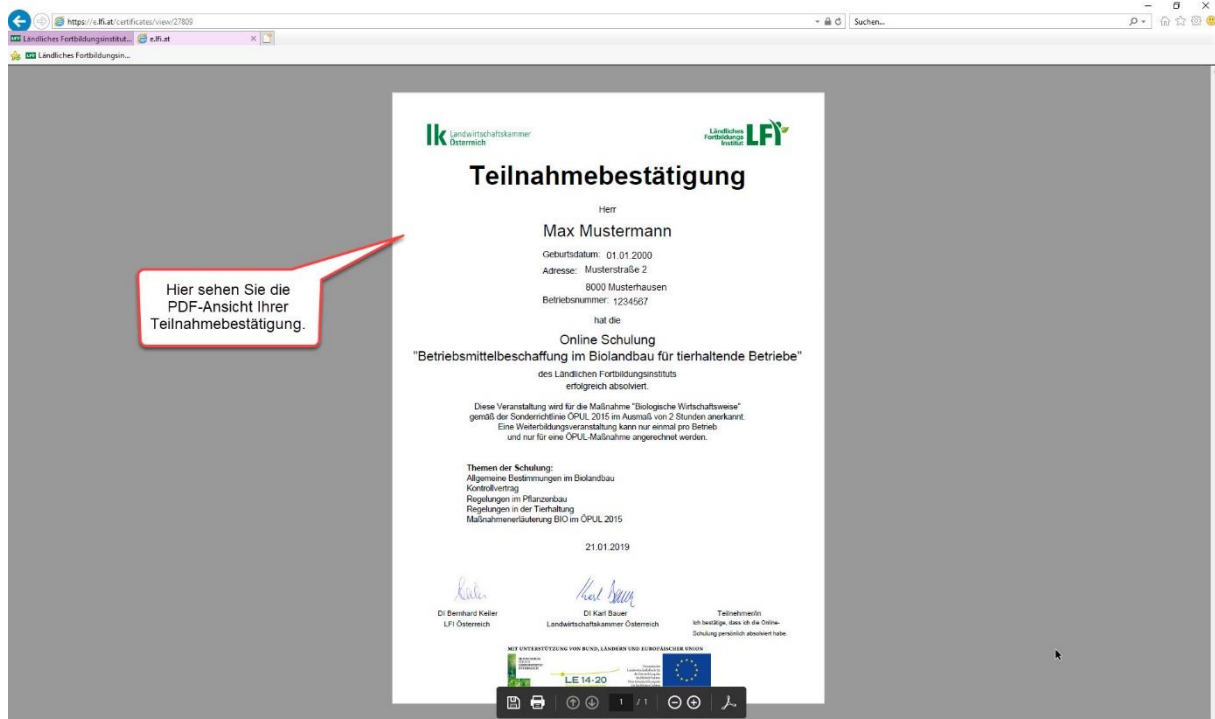 https://e.lfi.at/certificates/view/27809
Suchen...
LFI Ländliches Fortbildungsinstitut...
e.lfi.at
LFI Ländliches Fortbildungsin...
lk Landwirtschaftskammer
Österreich
Ländliches
Fortbildungs
Institut
LFI
Teilnahmebestätigung
Herr
Max Mustermann
Geburtsdatum: 01.01.2000
Adresse: Musterstraße 2
8000 Musterhausen
Betriebsnummer: 1234567
hat die
Online Schulung
"Betriebsmittelbeschaffung im Biolandbau für tierhaltende Betriebe"
des Ländlichen Fortbildungsinstituts
erfolgreich absolviert.
Diese Veranstaltung wird für die Maßnahme "Biologische Wirtschaftsweise"
gemäß der Sonderrichtlinie ÖPUL 2015 im Ausmaß von 2 Stunden anerkannt.
Eine Weiterbildungsveranstaltung kann nur einmal pro Betrieb
und nur für eine ÖPUL-Maßnahme angerechnet werden.
Themen der Schulung:
Allgemeine Bestimmungen im Biolandbau
Kontrollvertrag
Regelungen im Pflanzenbau
Regelungen in der Tierhaltung
Maßnahmenerläuterung BIO im ÖPUL 2015
21.01.2019
Karl Bauer
DI Bernhard Keiler
LFI Österreich
DI Karl Bauer
Landwirtschaftskammer Österreich
Teilnehmer/in
Ich bestätige, dass ich die Online-
Schulung persönlich absolviert habe.
MIT UNTERSTÜTZUNG VON BUND, LÄNDERN UND EUROPÄISCHER UNION
LE 14-20
1 / 1
Hier sehen Sie die
PDF-Ansicht Ihrer
Teilnahmebestätigung.